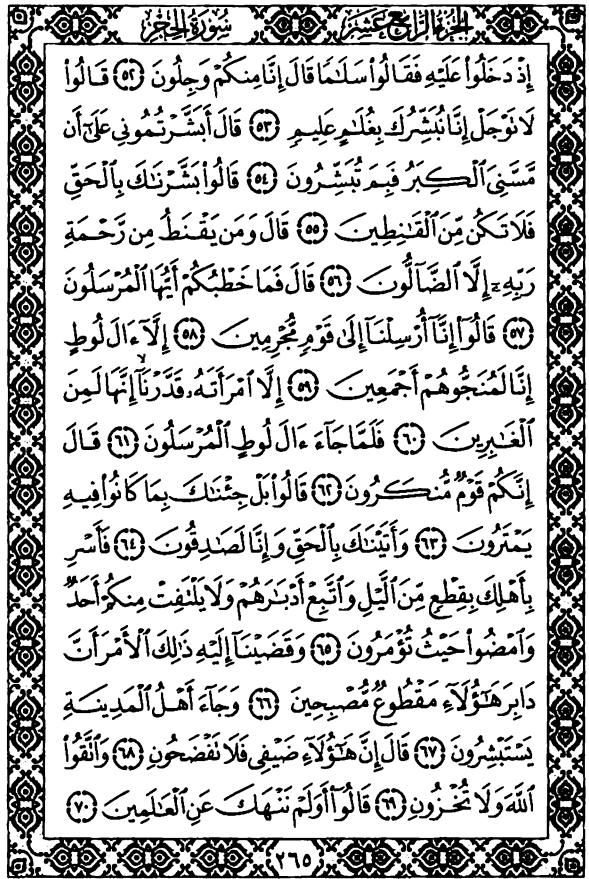 الجزء الرابع عشر سورة الحجر
إِذْ دَخَلُوا۟ عَلَيْهِ فَقَالُوا۟ سَلَٰمًا قَالَ إِنَّا مِنكُمْ وَجِلُونَ ٥٢ قَالُوا۟
لَا تَوْجَلْ إِنَّا نُبَشِّرُكَ بِغُلَٰمٍ عَلِيمٍ ٥٣ قَالَ أَبَشَّرْتُمُونِى عَلَىٰٓ أَن
مَّسَّنِىَ ٱلْكِبَرُ فَبِمَ تُبَشِّرُونَ ٥٤ قَالُوا۟ بَشَّرْنَٰكَ بِٱلْحَقِّ
فَلَا تَكُن مِّنَ ٱلْقَٰنِطِينَ ٥٥ قَالَ وَمَن يَقْنَطُ مِن رَّحْمَةِ
رَبِّهِۦٓ إِلَّا ٱلضَّآلُّونَ ٥٦ قَالَ فَمَا خَطْبُكُمْ أَيُّهَا ٱلْمُرْسَلُونَ
٥٧ قَالُوٓا۟ إِنَّآ أُرْسِلْنَآ إِلَىٰ قَوْمٍ مُّجْرِمِينَ ٥٨ إِلَّآ ءَالَ لُوطٍ
إِنَّا لَمُنَجُّوهُمْ أَجْمَعِينَ ٥٩ إِلَّا ٱمْرَأَتَهُۥ قَدَّرْنَآ ۙ إِنَّهَا لَمِنَ
ٱلْغَٰبِرِينَ ٦٠ فَلَمَّا جَآءَ ءَالَ لُوطٍ ٱلْمُرْسَلُونَ ٦١ قَالَ
إِنَّكُمْ قَوْمٌ مُّنكَرُونَ ٦٢ قَالُوا۟ بَلْ جِئْنَٰكَ بِمَا كَانُوا۟ فِيهِ
يَمْتَرُونَ ٦٣ وَأَتَيْنَٰكَ بِٱلْحَقِّ وَإِنَّا لَصَٰدِقُونَ ٦٤ فَأَسْرِ
بِأَهْلِكَ بِقِطْعٍ مِّنَ ٱلَّيْلِ وَٱتَّبِعْ أَدْبَٰرَهُمْ وَلَا يَلْتَفِتْ مِنكُمْ أَحَدٌ
وَٱمْضُوا۟ حَيْثُ تُؤْمَرُونَ ٦٥ وَقَضَيْنَآ إِلَيْهِ ذَٰلِكَ ٱلْأَمْرَ أَنَّ
دَابِرَ هَٰٓؤُلَآءِ مَقْطُوعٌ مُّصْبِحِينَ ٦٦ وَجَآءَ أَهْلُ ٱلْمَدِينَةِ
يَسْتَبْشِرُونَ ٦٧ قَالَ إِنَّ هَٰٓؤُلَآءِ ضَيْفِى فَلَا تَفْضَحُونِ ٦٨ وَٱتَّقُوا۟
ٱللَّهَ وَلَا تُخْزُونِ ٦٩ قَالُوٓا۟ أَوَلَمْ نَنْهَكَ عَنِ ٱلْعَٰلَمِينَ ٧٠
٢٦٥